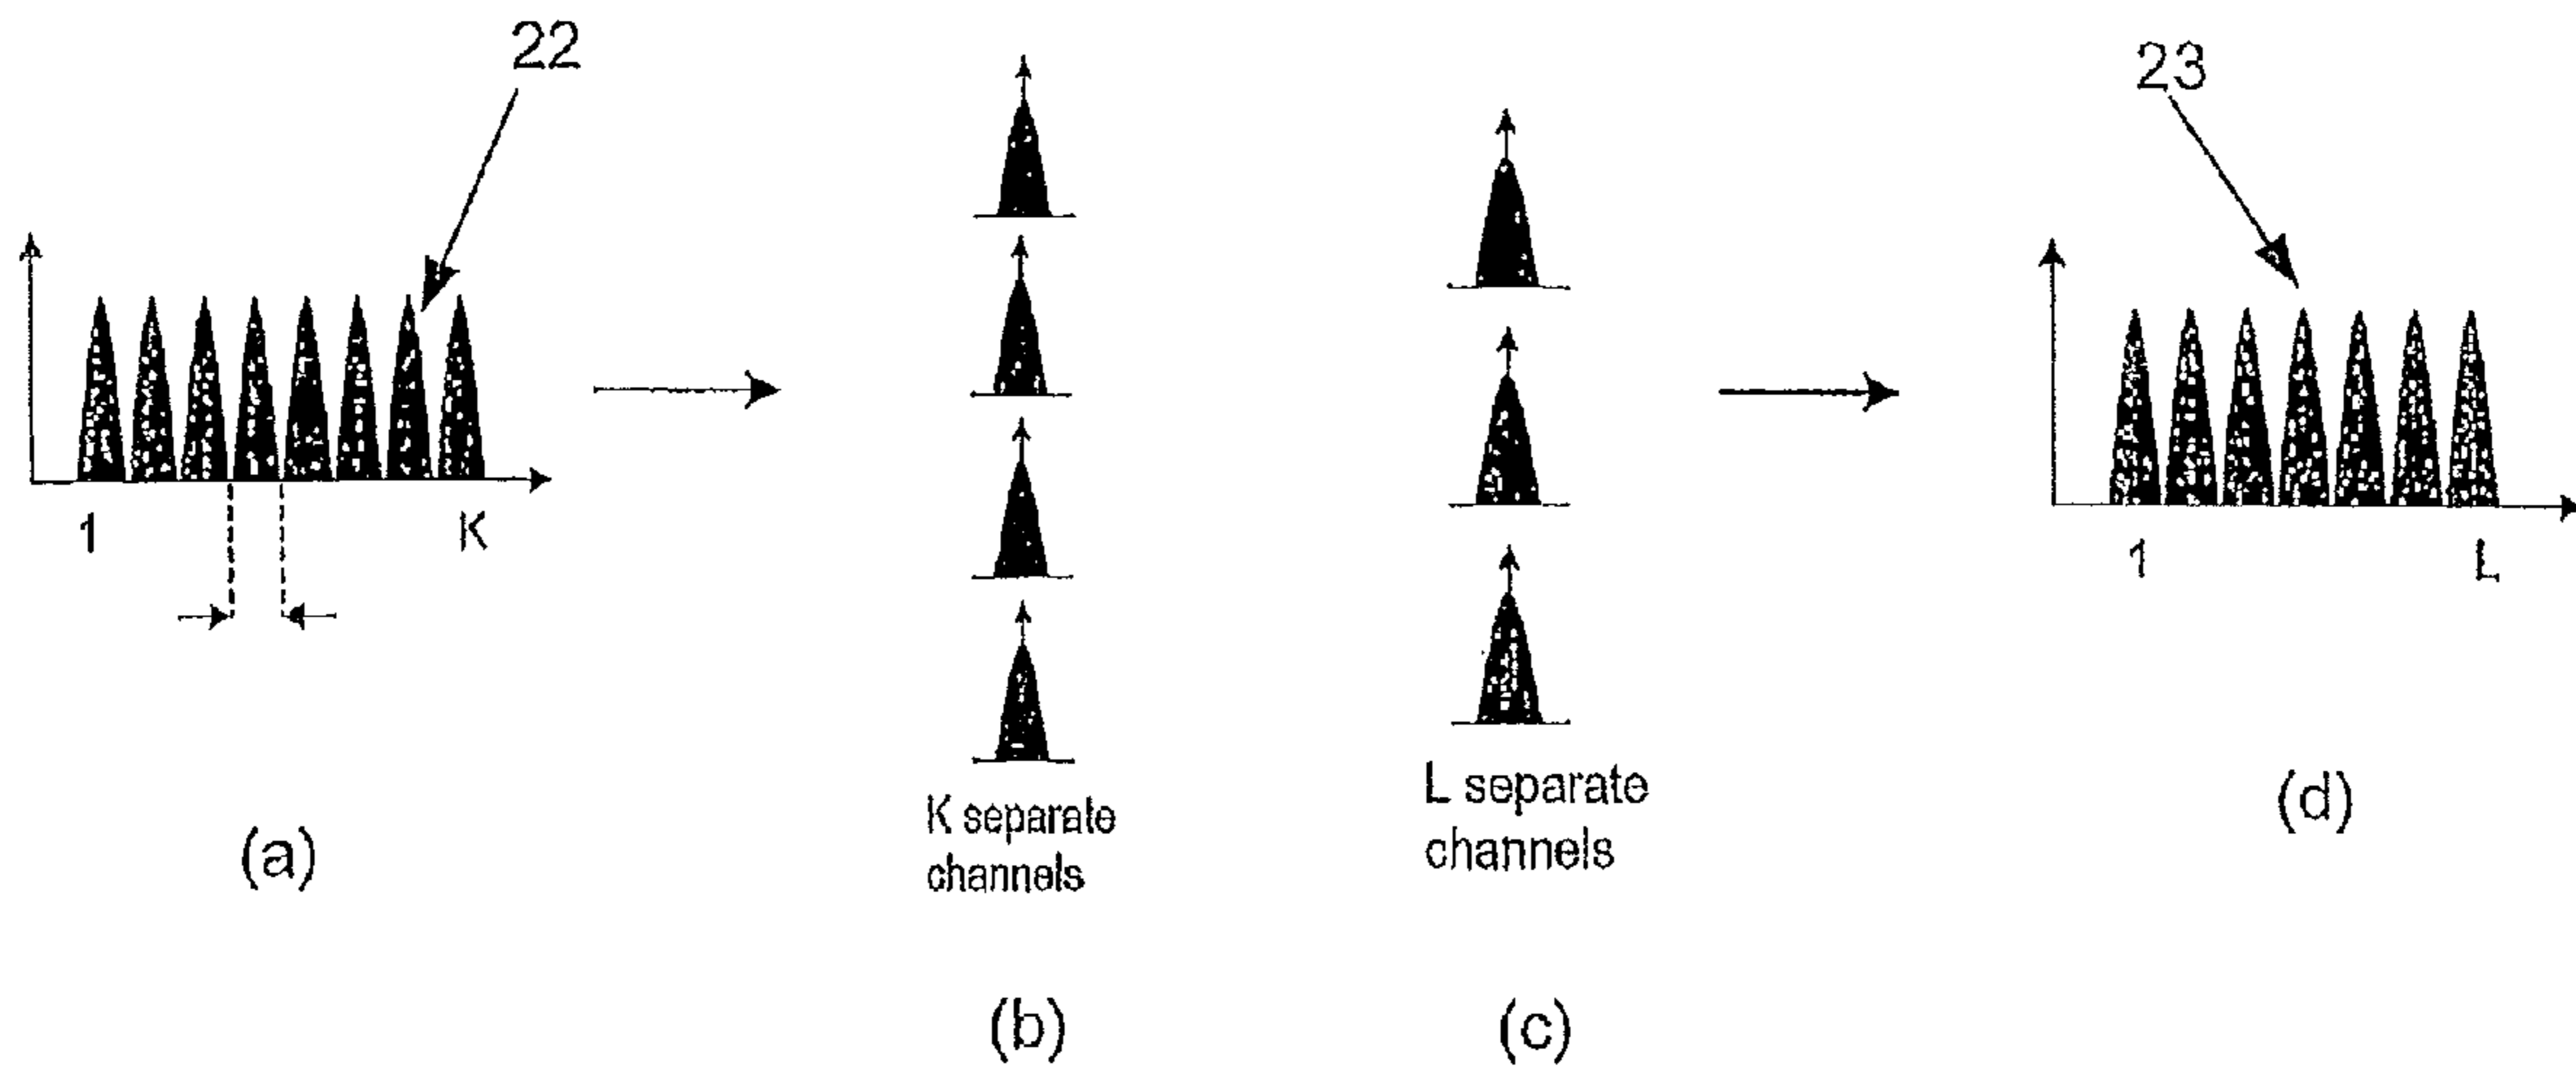 22
23
1
K
1
L
K separate
channels
L separate
channels
(a)
(b)
(c)
(d)